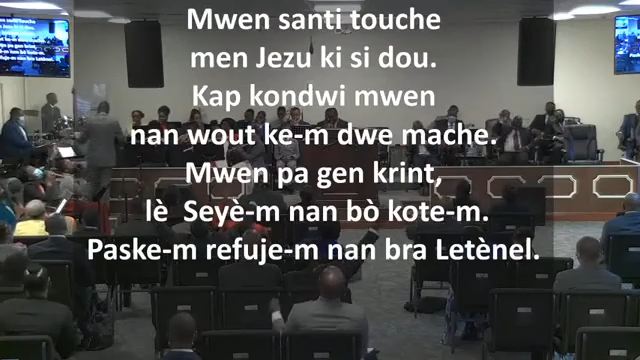 Mwen santi touche
men Jezu ki si dou.
Kap kondwi mwen
nan wout ke-m dwe mache.
Mwen pa gen krint,
lè Seyè-m nan bò kote-m.
Paske-m refuje-m nan bra Letènel.